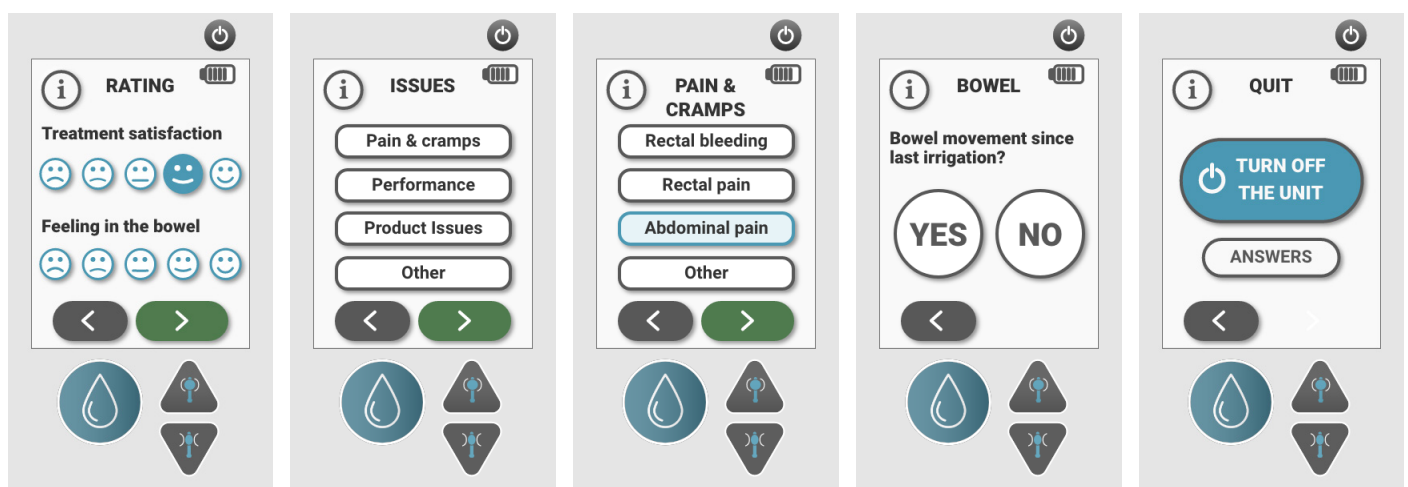 RATING
Treatment satisfaction
Feeling in the bowel
ISSUES
Pain & cramps
Performance
Product Issues
Other
PAIN &
CRAMPS
Rectal bleeding
Rectal pain
Abdominal pain
Other
BOWEL
Bowel movement since
last irrigation?
YES
NO
QUIT
TURN OFF
THE UNIT
ANSWERS